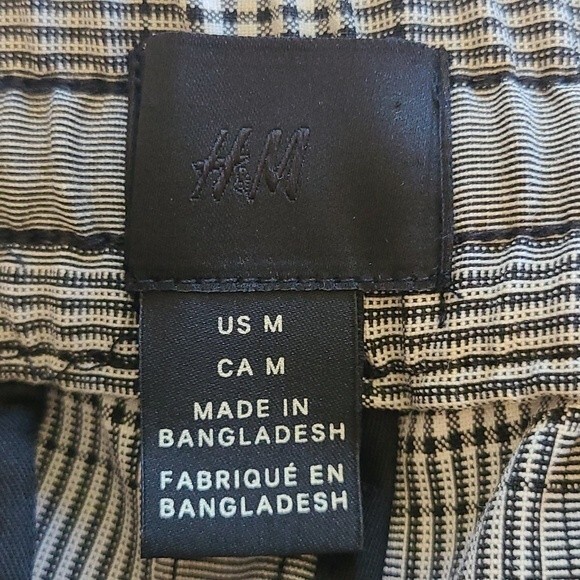 H&M
US M
CA M
MADE IN
BANGLADESH
FABRIQUÉ EN
BANGLADESH